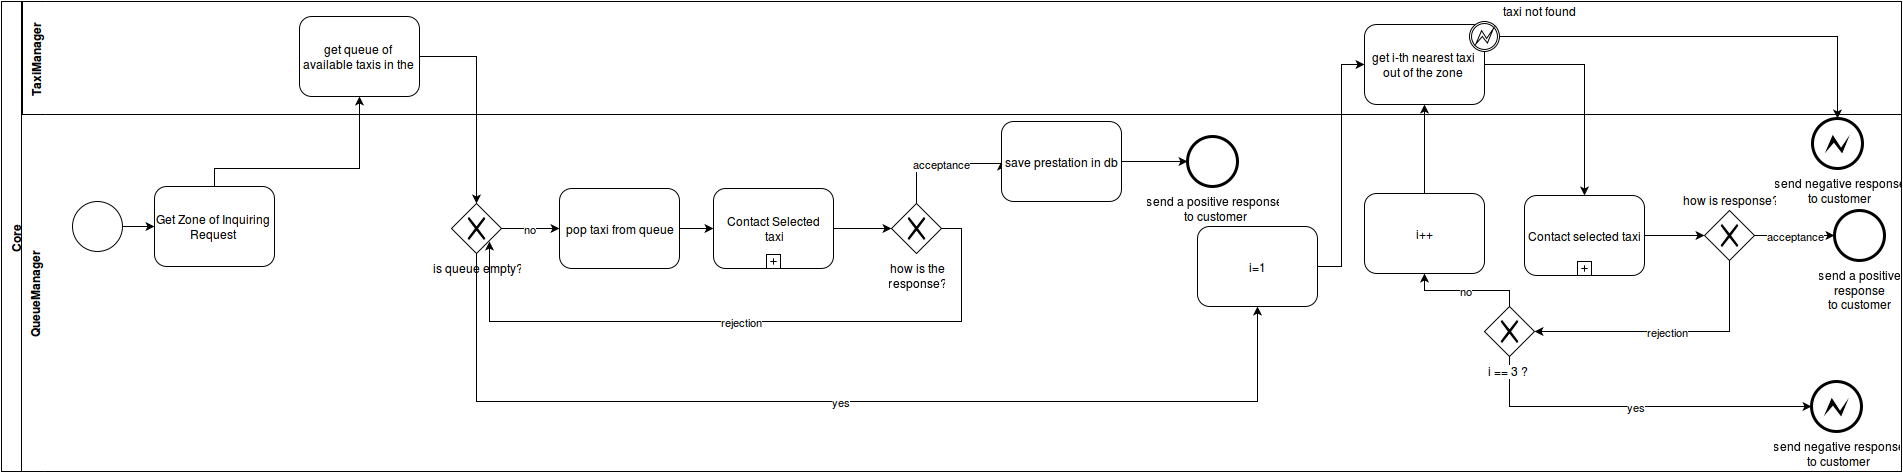 Core
TaxiManager
QueueManager
Get Zone of Inquiring
Request
get queue of
available taxis in the
is queue empty?
no
pop taxi from queue
Contact Selected
taxi
how is the
response?
rejection
yes
acceptance
save prestation in db
send a positive response
to customer
i=1
get i-th nearest taxi
out of the zone
taxi not found
i++
no
i == 3 ?
yes
Contact selected taxi
how is response?
acceptance
rejection
send negative response
to customer
send a positive
response
to customer
send negative response
to customer